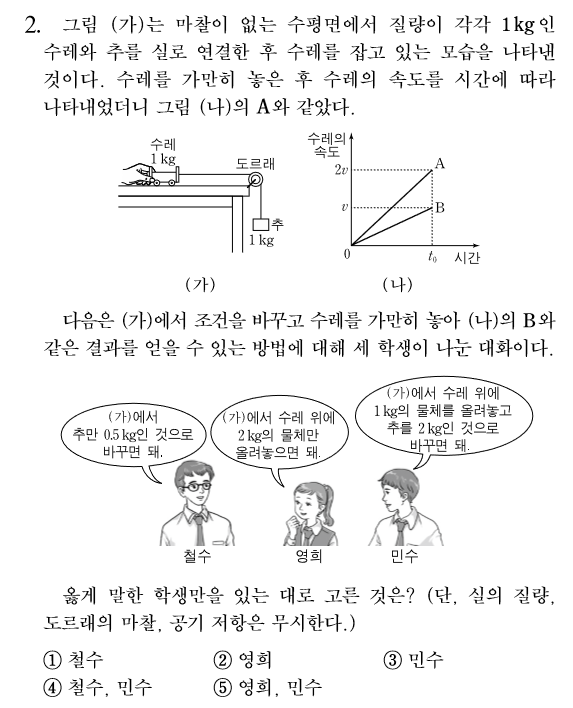 2. 그림 (가)는 마찰이 없는 수평면에서 질량이 각각 1kg인
수레와 추를 실로 연결한 후 수레를 잡고 있는 모습을 나타낸
것이다. 수레를 가만히 놓은 후 수레의 속도를 시간에 따라
나타내었더니 그림 (나)의 A와 같았다.
수레
1 kg
도르래
추
1 kg
(가)
수레의
속도
2v
A
v
B
0
t₀
시간
(나)
다음은 (가)에서 조건을 바꾸고 수레를 가만히 놓아 (나)의 B와
같은 결과를 얻을 수 있는 방법에 대해 세 학생이 나눈 대화이다.
(가)에서
추만 0.5 kg인 것으로
바꾸면 돼.
철수
(가)에서 수레 위에
2 kg의 물체만
올려놓으면 돼.
영희
(가)에서 수레 위에
1 kg의 물체를 올려놓고
추를 2 kg인 것으로
바꾸면 돼.
민수
옳게 말한 학생만을 있는 대로 고른 것은? (단, 실의 질량,
도르래의 마찰, 공기 저항은 무시한다.)
① 철수 ② 영희 ③ 민수
④ 철수, 민수 ⑤ 영희, 민수